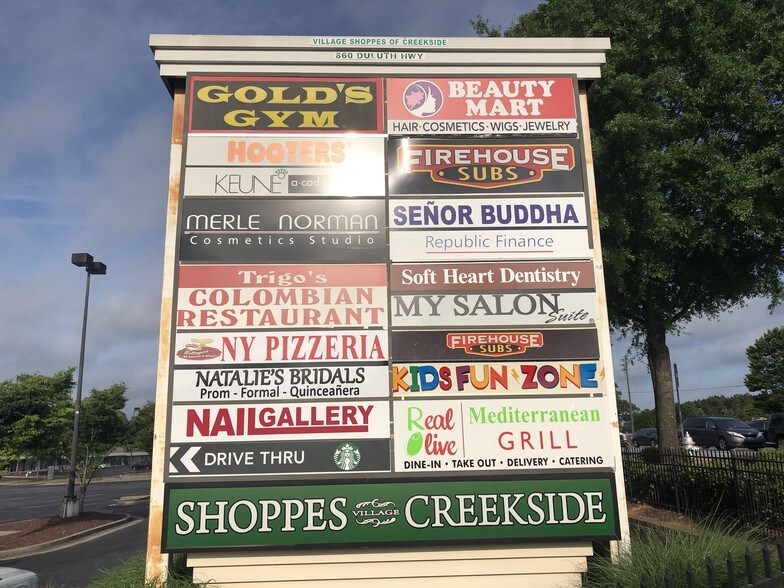 VILLAGE SHOPPES OF CREEKSIDE
860 DULUTH HWY
GOLD'S
GYM
BEAUTY
MART
HAIR · COSMETICS · WIGS · JEWELRY
HOOTERS
KEUNE
FIREHOUSE
SUBS
MERLE NORMAN
Cosmetics Studio
SEÑOR BUDDHA
Republic Finance
Trigo's
COLOMBIAN
RESTAURANT
Soft Heart Dentistry
MY SALON
Suite®
NY PIZZERIA
FIREHOUSE
SUBS
NATALIE'S BRIDALS
Prom - Formal - Quinceañera
KIDS FUN ZONE
NAILGALLERY
Real
live
Mediterranean
GRILL
DINE-IN · TAKE OUT · DELIVERY · CATERING
DRIVE THRU
SHOPPES VILLAGE CREEKSIDE